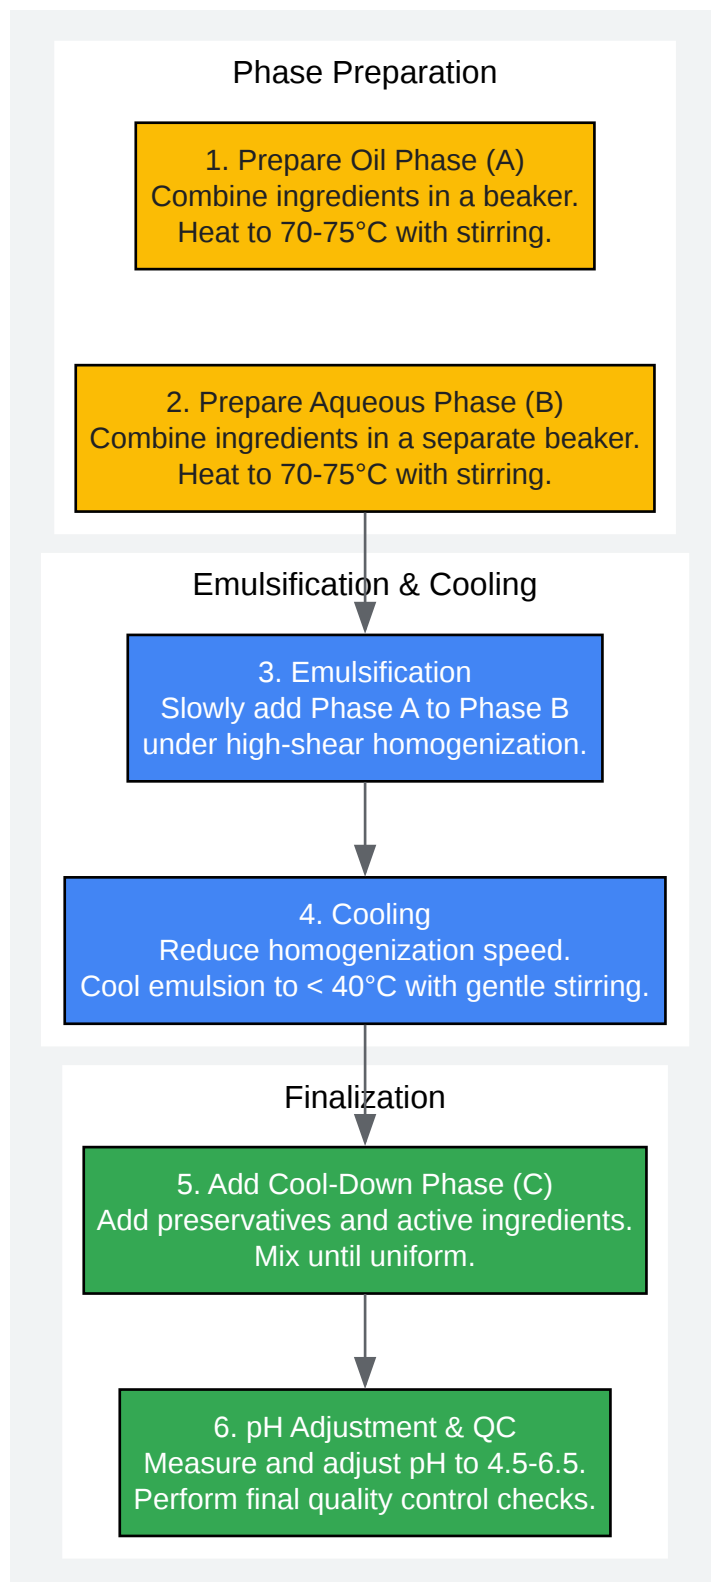 Phase Preparation
1. Prepare Oil Phase (A)
Combine ingredients in a beaker.
Heat to 70-75°C with stirring.
2. Prepare Aqueous Phase (B)
Combine ingredients in a separate beaker.
Heat to 70-75°C with stirring.
Emulsification & Cooling
3. Emulsification
Slowly add Phase A to Phase B
under high-shear homogenization.
4. Cooling
Reduce homogenization speed.
Cool emulsion to < 40°C with gentle stirring.
Finalization
5. Add Cool-Down Phase (C)
Add preservatives and active ingredients.
Mix until uniform.
6. pH Adjustment & QC
Measure and adjust pH to 4.5-6.5.
Perform final quality control checks.